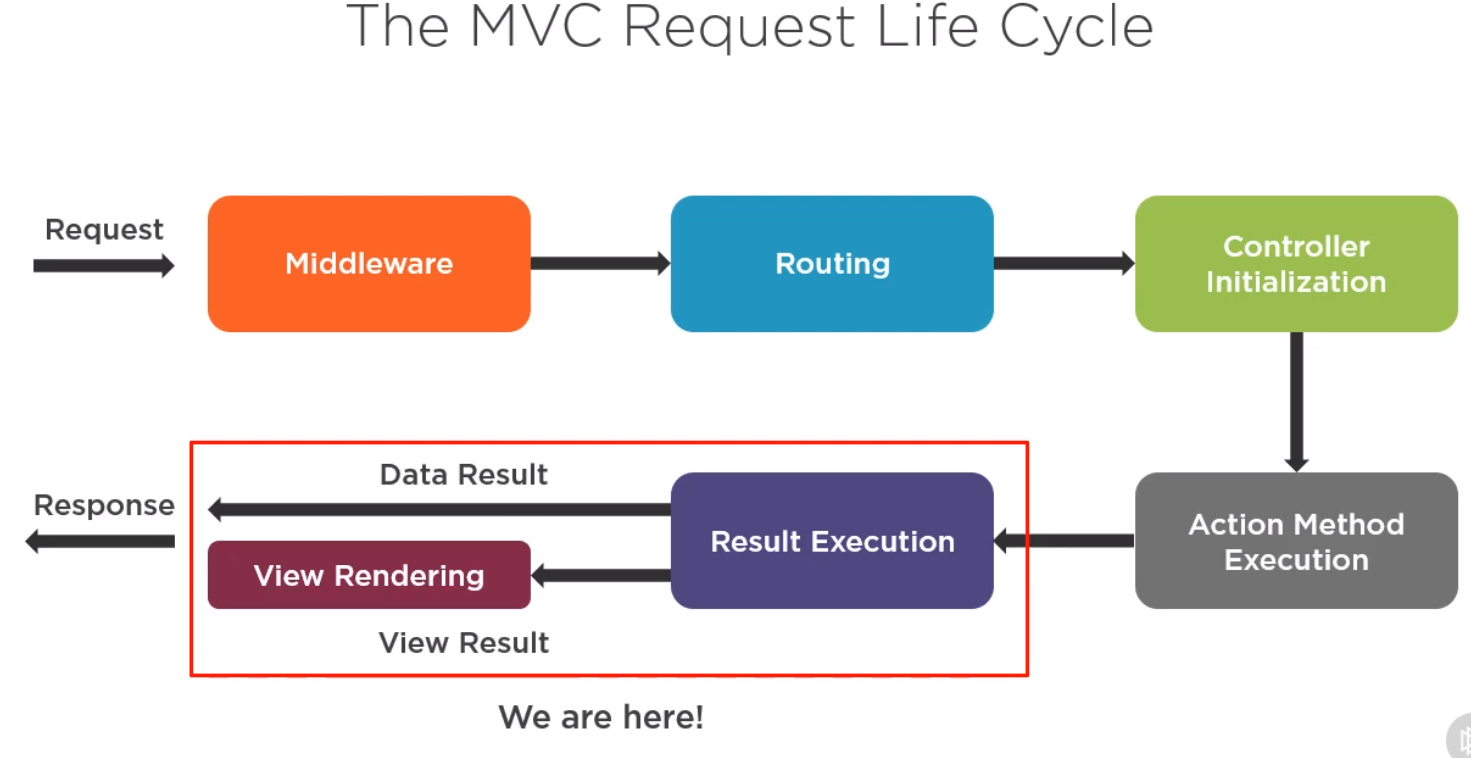 The MVC Request Life Cycle
Request
Middleware
Routing
Controller
Initialization
Data Result
Response
View Rendering
Result Execution
Action Method
Execution
View Result
We are here!